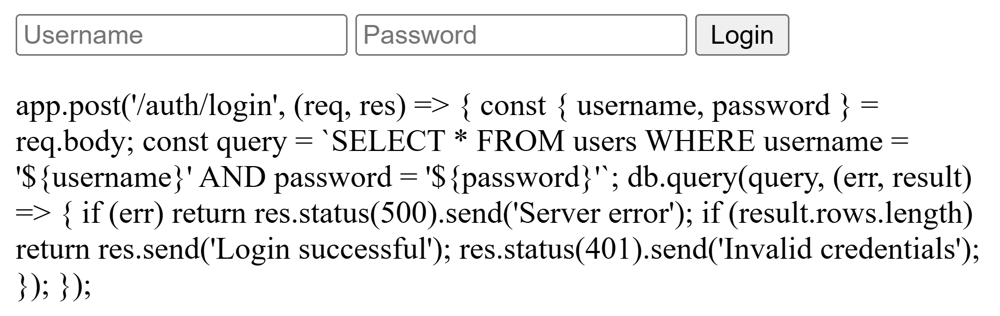 Username Password Login
app.post('/auth/login', (req, res) => { const { username, password } =
req.body; const query = `SELECT * FROM users WHERE username =
'${username}' AND password = '${password}'`; db.query(query, (err, result)
=> { if (err) return res.status(500).send('Server error'); if (result.rows.length)
return res.send('Login successful'); res.status(401).send('Invalid credentials');
}); });